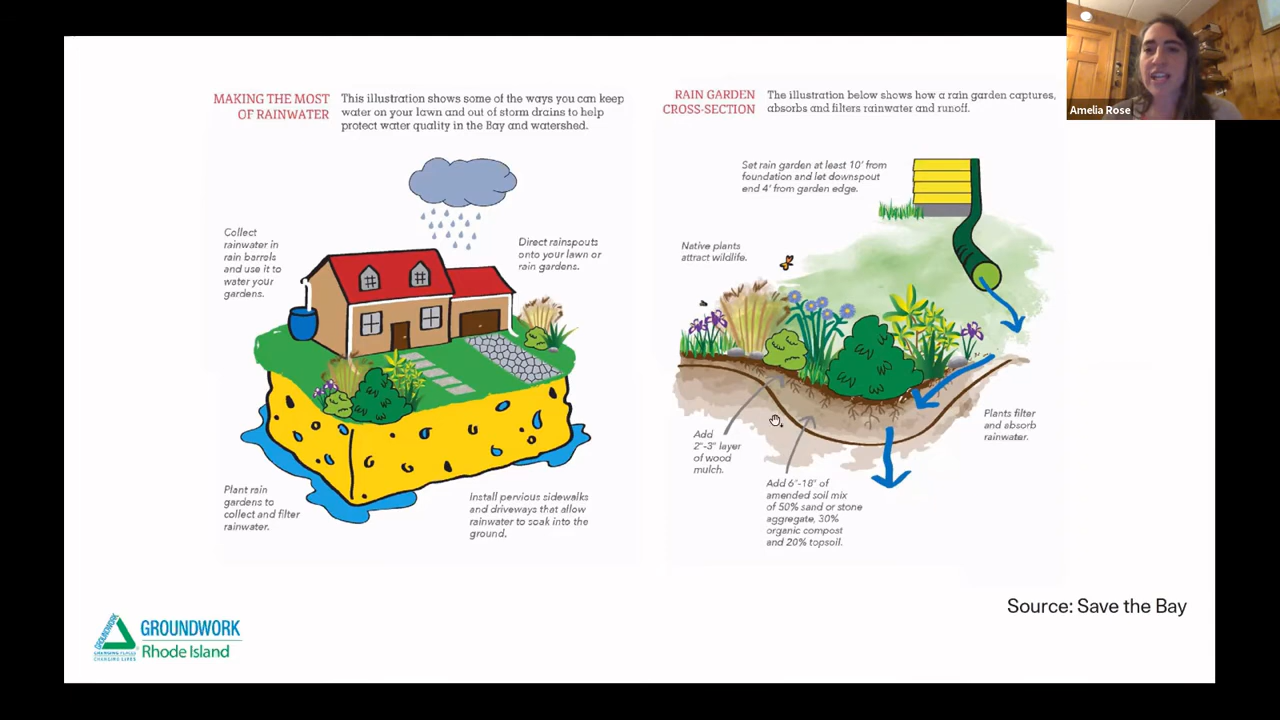 MAKING THE MOST
OF RAINWATER
This illustration shows some of the ways you can keep
water on your lawn and out of storm drains to help
protect water quality in the Bay and watershed.
Collect
rainwater in
rain barrels
and use it to
water your
gardens.
Direct rainspouts
onto your lawn or
rain gardens.
Plant rain
gardens to
collect and filter
rainwater.
Install pervious sidewalks
and driveways that allow
rainwater to soak into the
ground.
RAIN GARDEN
CROSS-SECTION
The illustration below shows how a rain garden captures,
absorbs and filters rainwater and runoff.
Set rain garden at least 10' from
foundation and let downspout
end 4' from garden edge.
Native plants
attract wildlife.
Add
2"-3" layer
of wood
mulch.
Add 6"-18" of
amended soil mix
of 50% sand or stone
aggregate, 30%
organic compost
and 20% topsoil.
Plants filter
and absorb
rainwater.
Amelia Rose
Source: Save the Bay
GROUNDWORK
CHANGING PLACES
CHANGING LIVES
GROUNDWORK
Rhode Island